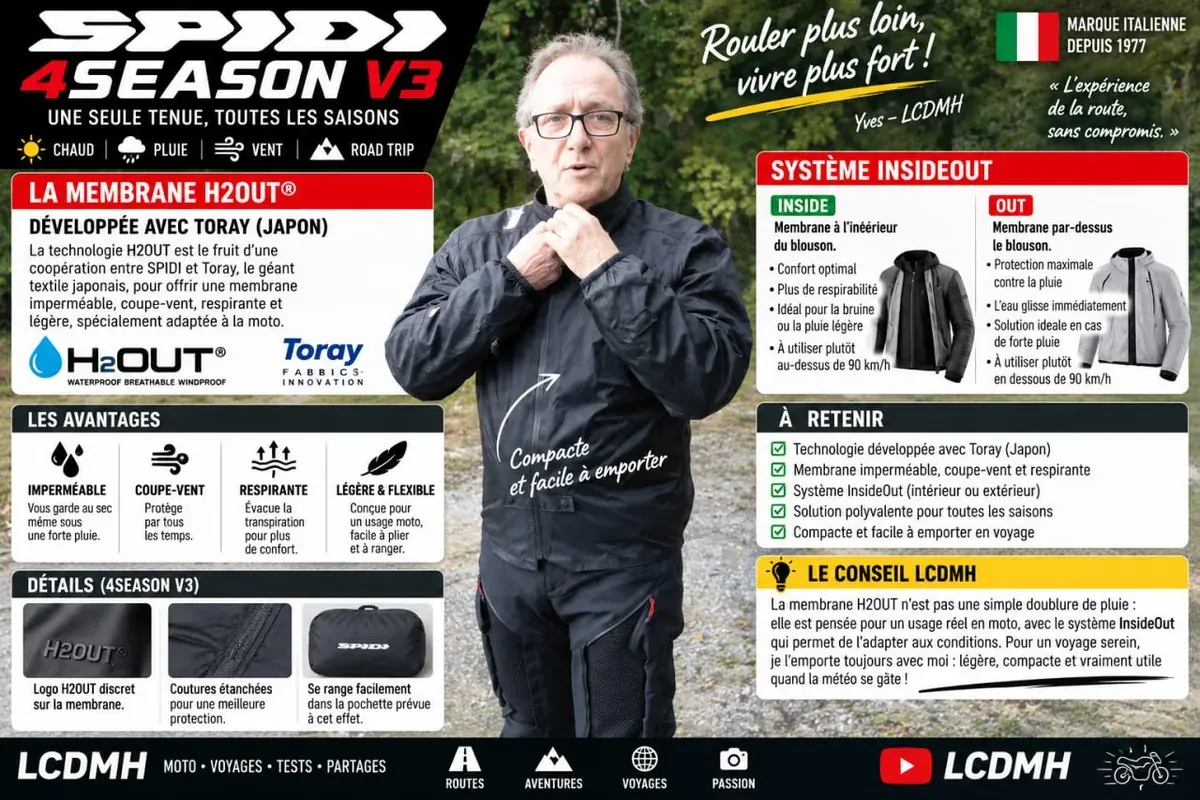 SPIDI
4SEASON V3
UNE SEULE TENUE, TOUTES LES SAISONS
CHAUD
PLUIE
VENT
ROAD TRIP
Rouler plus loin,
vivre plus fort !
Yves – LCDMH
MARQUE ITALIENNE
DEPUIS 1977
« L'expérience
de la route,
sans compromis. »
LA MEMBRANE H2OUT®
DÉVELOPPÉE AVEC TORAY (JAPON)
La technologie H2OUT est le fruit d'une
coopération entre SPIDI et Toray, le géant
textile japonais, pour offrir une membrane
imperméable, coupe-vent, respirante et
légère, spécialement adaptée à la moto.
H2OUT®
WATERPROOF BREATHABLE WINDPROOF
Toray
FABBICS-
INNOVATION
LES AVANTAGES
IMPERMÉABLE
Vous garde au sec
même sous
une forte pluie.
COUPE-VENT
Protège
par tous
les temps.
RESPIRANTE
Évacue la
transpiration
pour plus
de confort.
LÉGÈRE & FLEXIBLE
Conçue pour
un usage moto,
facile à plier
et à ranger.
DÉTAILS (4SEASON V3)
H2OUT®
SPIDI
Logo H2OUT discret
sur la membrane.
Coutures étanchées
pour une meilleure
protection.
Se range facilement
dans la pochette prévue
à cet effet.
Compacte
et facile à emporter
SYSTÈME INSIDEOUT
INSIDE
Membrane à l'inéérieur
du blouson.
• Confort optimal
• Plus de respirabilité
• Idéal pour la bruine
ou la pluie légère
• À utiliser plutôt
au-dessus de 90 km/h
OUT
Membrane par-dessus
le blouson.
• Protection maximale
contre la pluie
• L'eau glisse immédiatement
• Solution ideale en cas
de forte pluie
• À utiliser plutôt
en dessous de 90 km/h
À RETENIR
Technologie développée avec Toray (Japon)
Membrane imperméable, coupe-vent et respirante
Système InsideOut (intérieur ou extérieur)
Solution polyvalente pour toutes les saisons
Compacte et facile à emporter en voyage
LE CONSEIL LCDMH
La membrane H2OUT n'est pas une simple doublure de pluie :
elle est pensée pour un usage réel en moto, avec le système InsideOut
qui permet de l'adapter aux conditions. Pour un voyage serein,
je l'emporte toujours avec moi : légère, compacte et vraiment utile
quand la météo se gâte !
LCDMH
MOTO • VOYAGES • TESTS • PARTAGES
ROUTES
AVENTURES
VOYAGES
PASSION
LCDMH